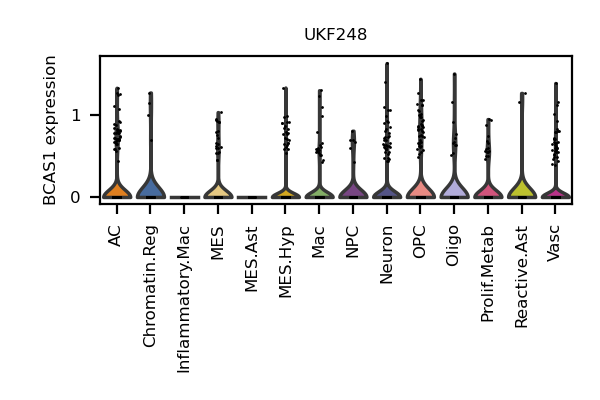 UKF248
BCAS1 expression
1
0
AC
Chromatin.Reg
Inflammatory.Mac
MES
MES.Ast
MES.Hyp
Mac
NPC
Neuron
OPC
Oligo
Prolif.Metab
Reactive.Ast
Vasc